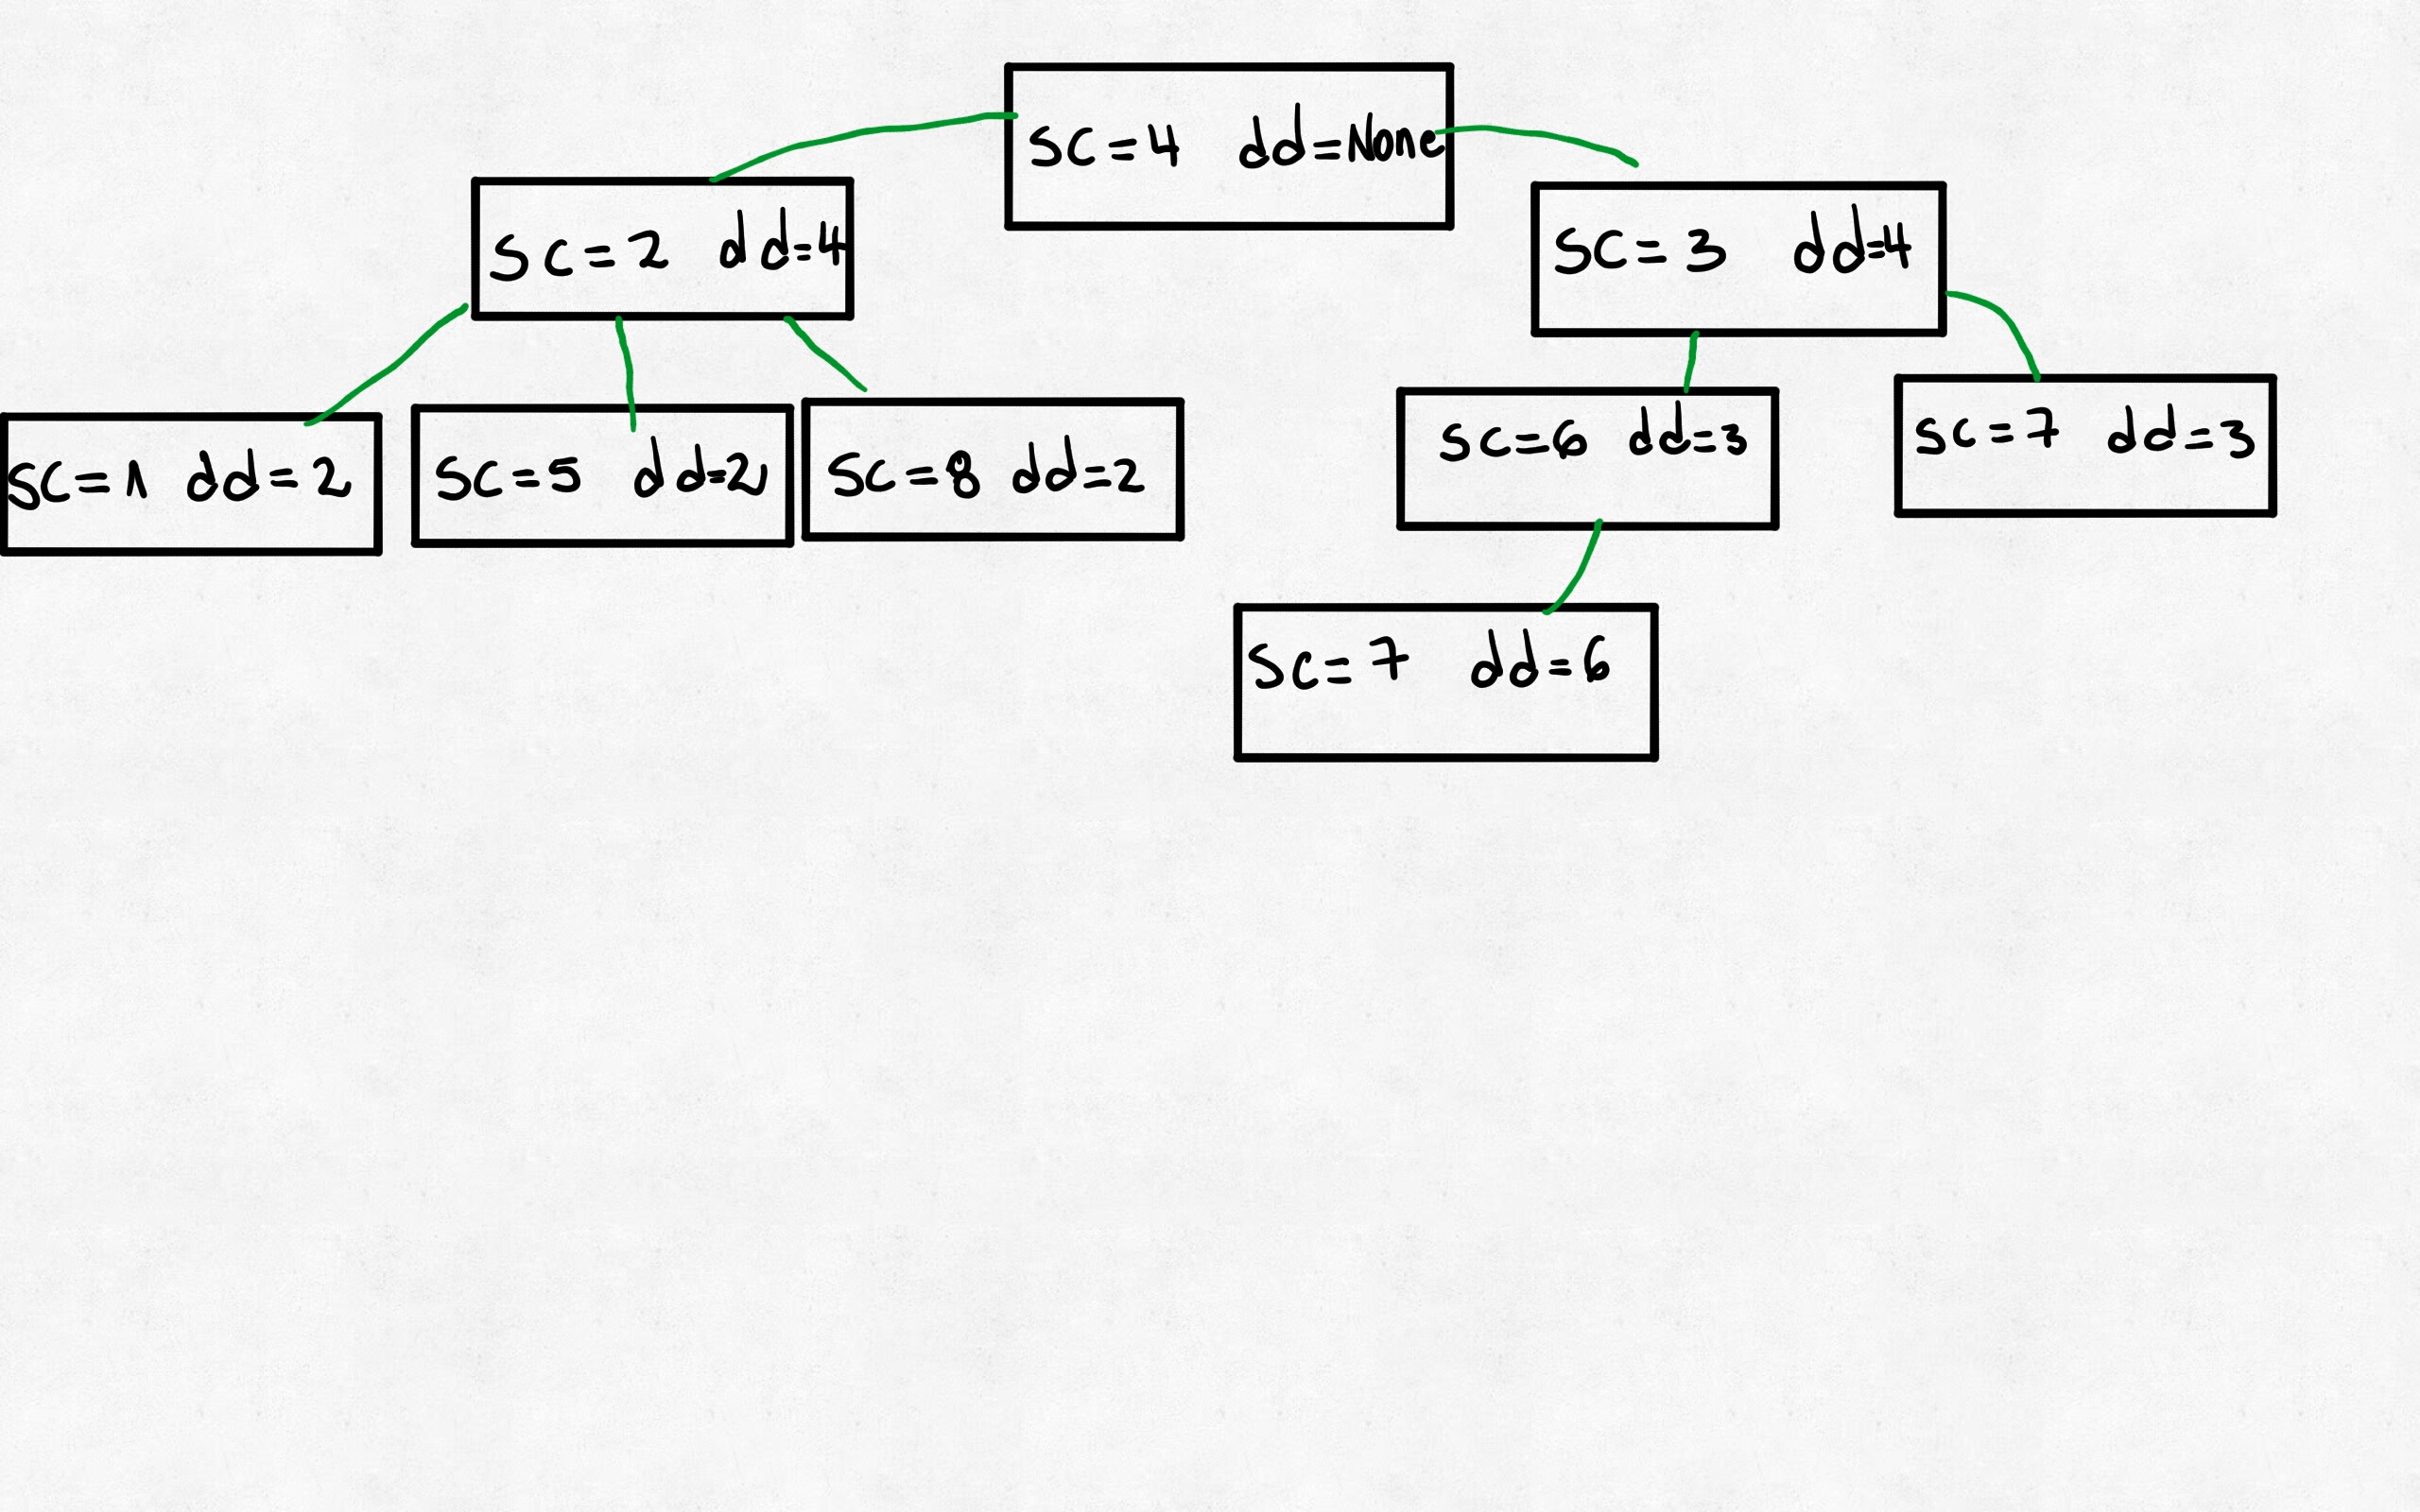 sc=4 dd=None
sc=2 dd=4
sc=3 dd=4
sc=1 dd=2
sc=5 dd=2
sc=8 dd=2
sc=6 dd=3
sc=7 dd=3
sc=7 dd=6